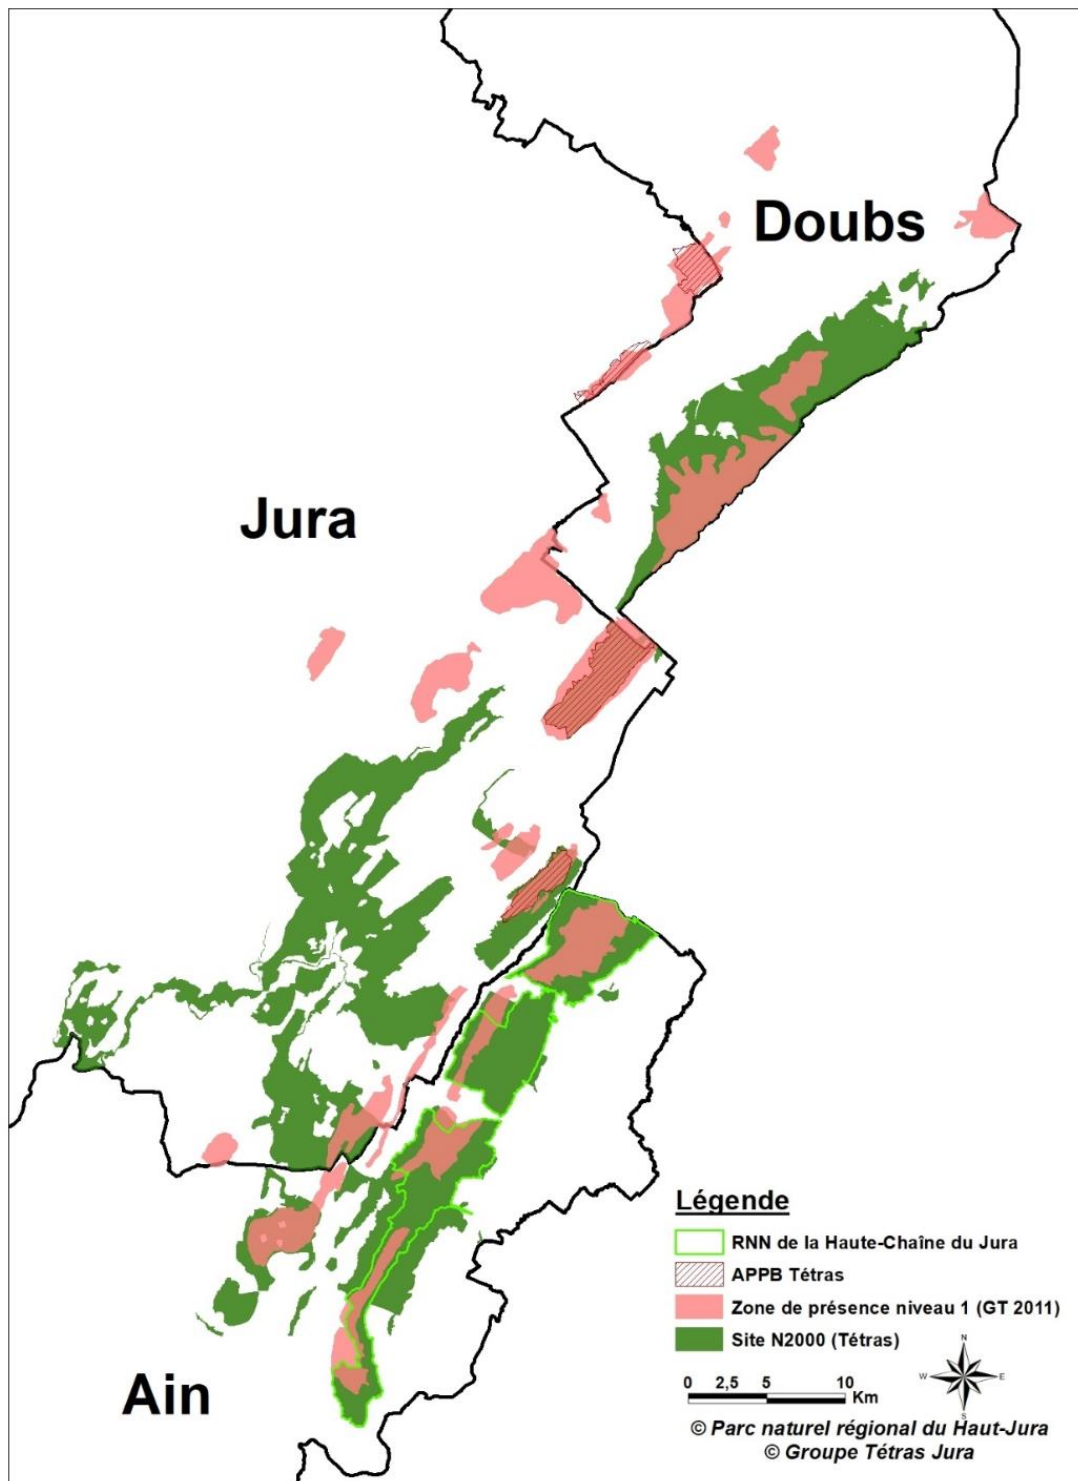 Doubs
Jura
Ain
Légende
RNN de la Haute-Chaîne du Jura
APPB Tétras
Zone de présence niveau 1 (GT 2011)
Site N2000 (Tétras)
N
W
E
S
0 2,5 5 10
Km
© Parc naturel régional du Haut-Jura
© Groupe Tétras Jura